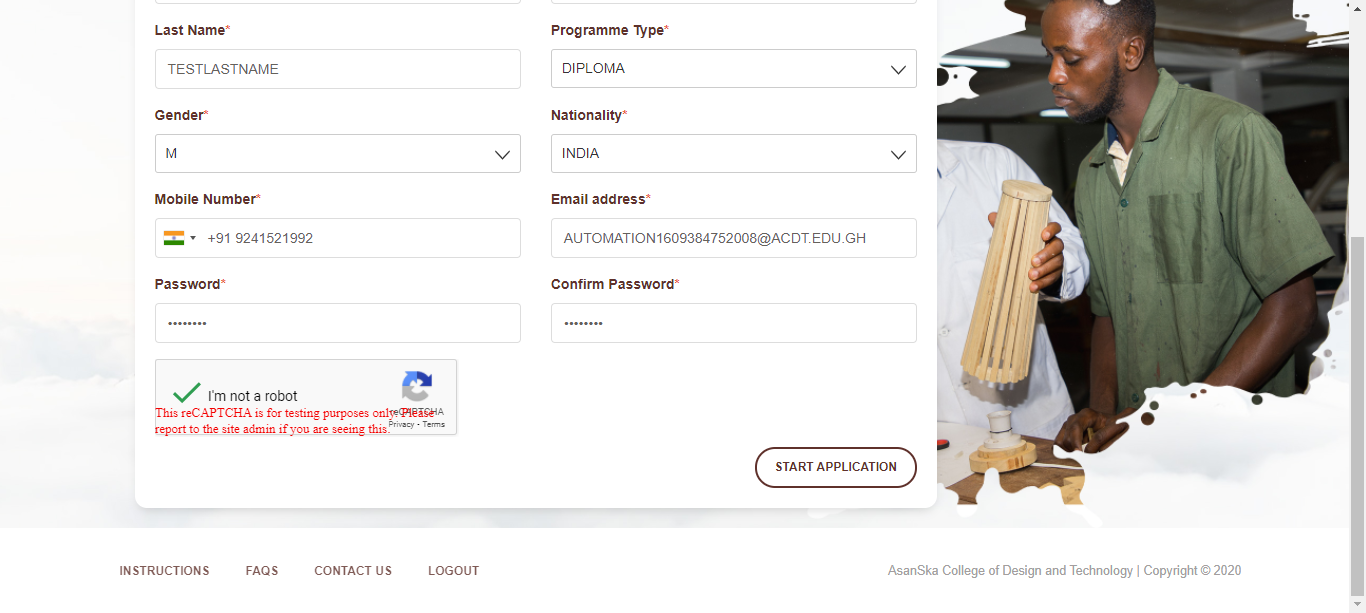 Last Name*
Programme Type*
TESTLASTNAME
DIPLOMA
Gender*
Nationality*
M
INDIA
Mobile Number*
Email address*
+91 9241521992
AUTOMATION1609384752008@ACDT.EDU.GH
Password*
Confirm Password*
••••••••
••••••••
I'm not a robot
reCAPTCHA
Privacy - Terms
This reCAPTCHA is for testing purposes only. Please
report to the site admin if you are seeing this.
START APPLICATION
INSTRUCTIONS
FAQS
CONTACT US
LOGOUT
AsanSka College of Design and Technology | Copyright © 2020